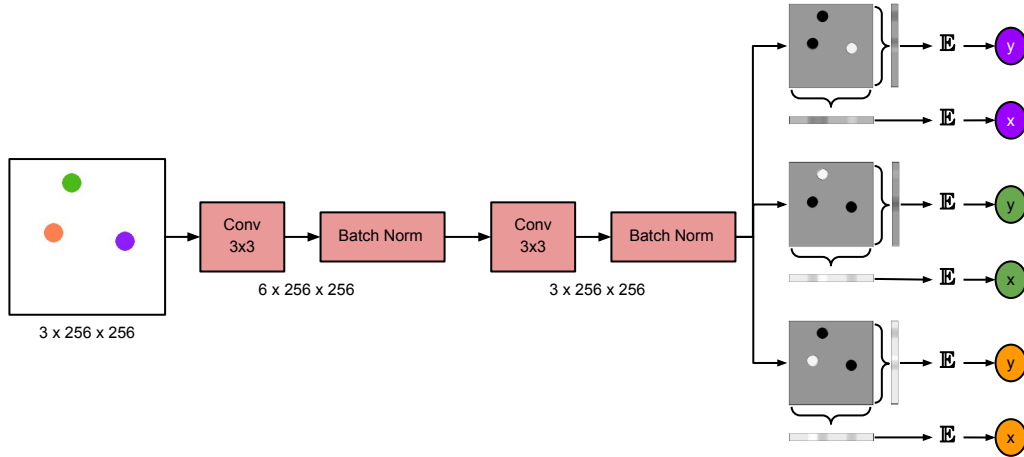 3 x 256 x 256
Conv
3x3
Batch Norm
6 x 256 x 256
Conv
3x3
Batch Norm
3 x 256 x 256
𝔼
y
𝔼
x
𝔼
y
𝔼
x
𝔼
y
𝔼
x